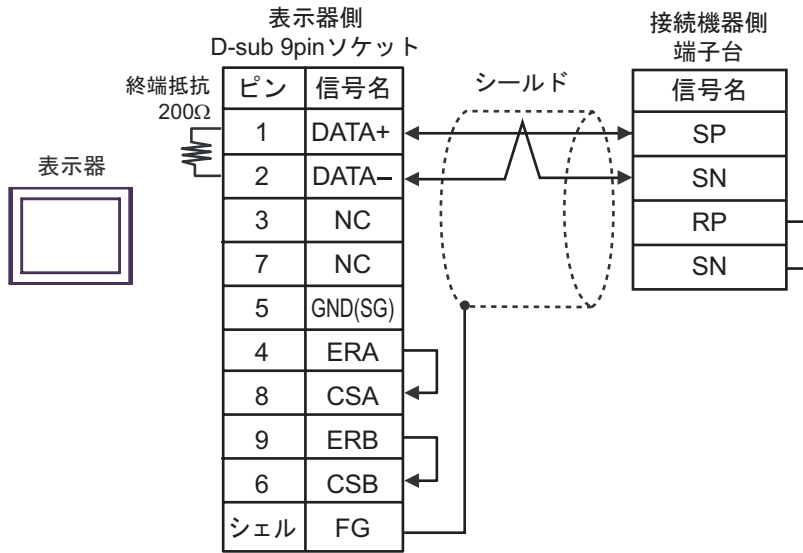 表示器側
D-sub 9pinソケット
接続機器側
端子台
終端抵抗
200Ω
表示器
シールド
ピン 信号名
1 DATA+
2 DATA−
3 NC
7 NC
5 GND(SG)
4 ERA
8 CSA
9 ERB
6 CSB
シェル FG
信号名
SP
SN
RP
SN